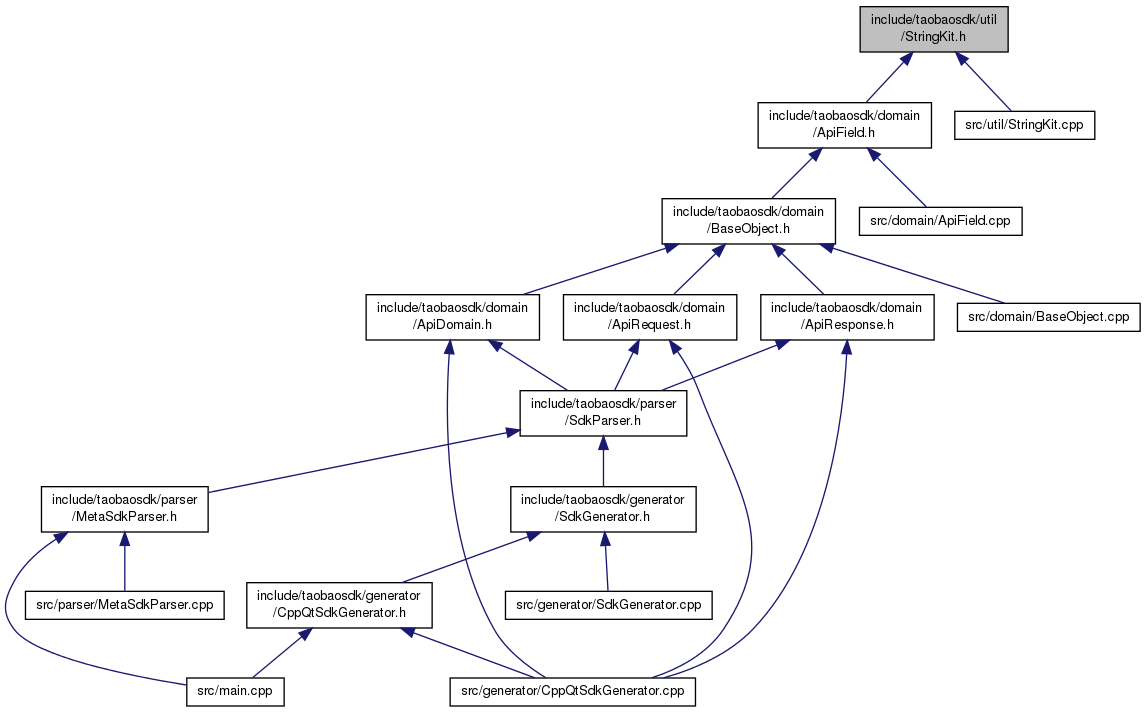 include/taobaosdk/util
/StringKit.h
include/taobaosdk/domain
/ApiField.h
src/util/StringKit.cpp
include/taobaosdk/domain
/BaseObject.h
src/domain/ApiField.cpp
include/taobaosdk/domain
/ApiDomain.h
include/taobaosdk/domain
/ApiRequest.h
include/taobaosdk/domain
/ApiResponse.h
src/domain/BaseObject.cpp
include/taobaosdk/parser
/SdkParser.h
include/taobaosdk/parser
/MetaSdkParser.h
include/taobaosdk/generator
/SdkGenerator.h
include/taobaosdk/generator
/CppQtSdkGenerator.h
src/parser/MetaSdkParser.cpp
src/generator/SdkGenerator.cpp
src/main.cpp
src/generator/CppQtSdkGenerator.cpp